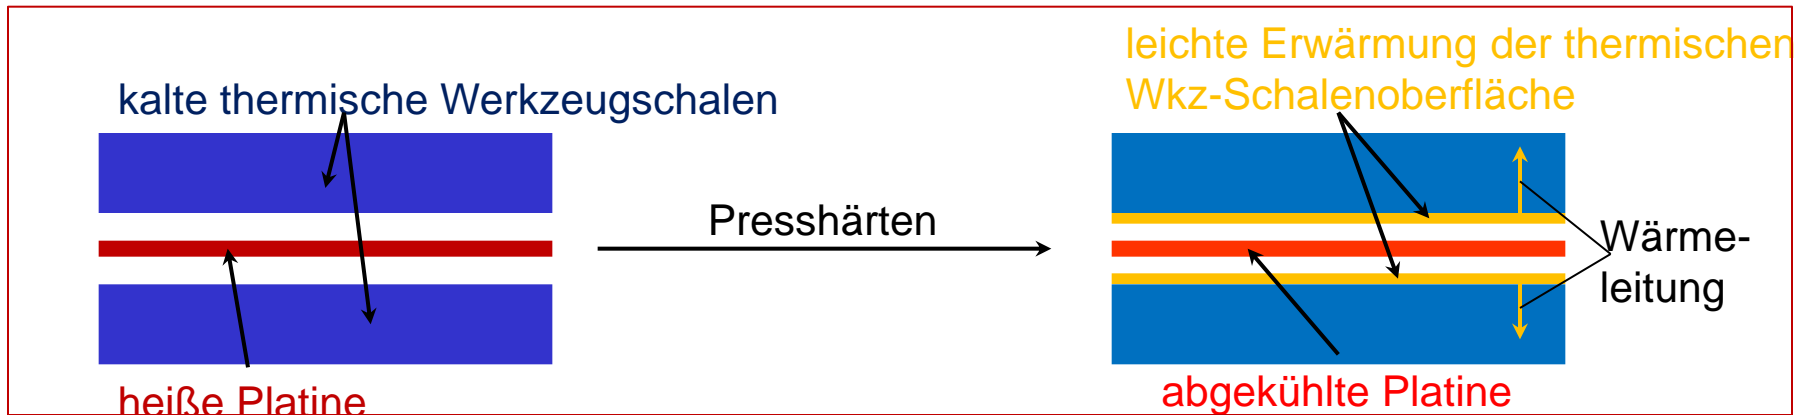 kalte thermische Werkzeugschalen
heiße Platine
Presshärten
leichte Erwärmung der thermischen
Wkz-Schalenoberfläche
Wärme-
leitung
abgekühlte Platine